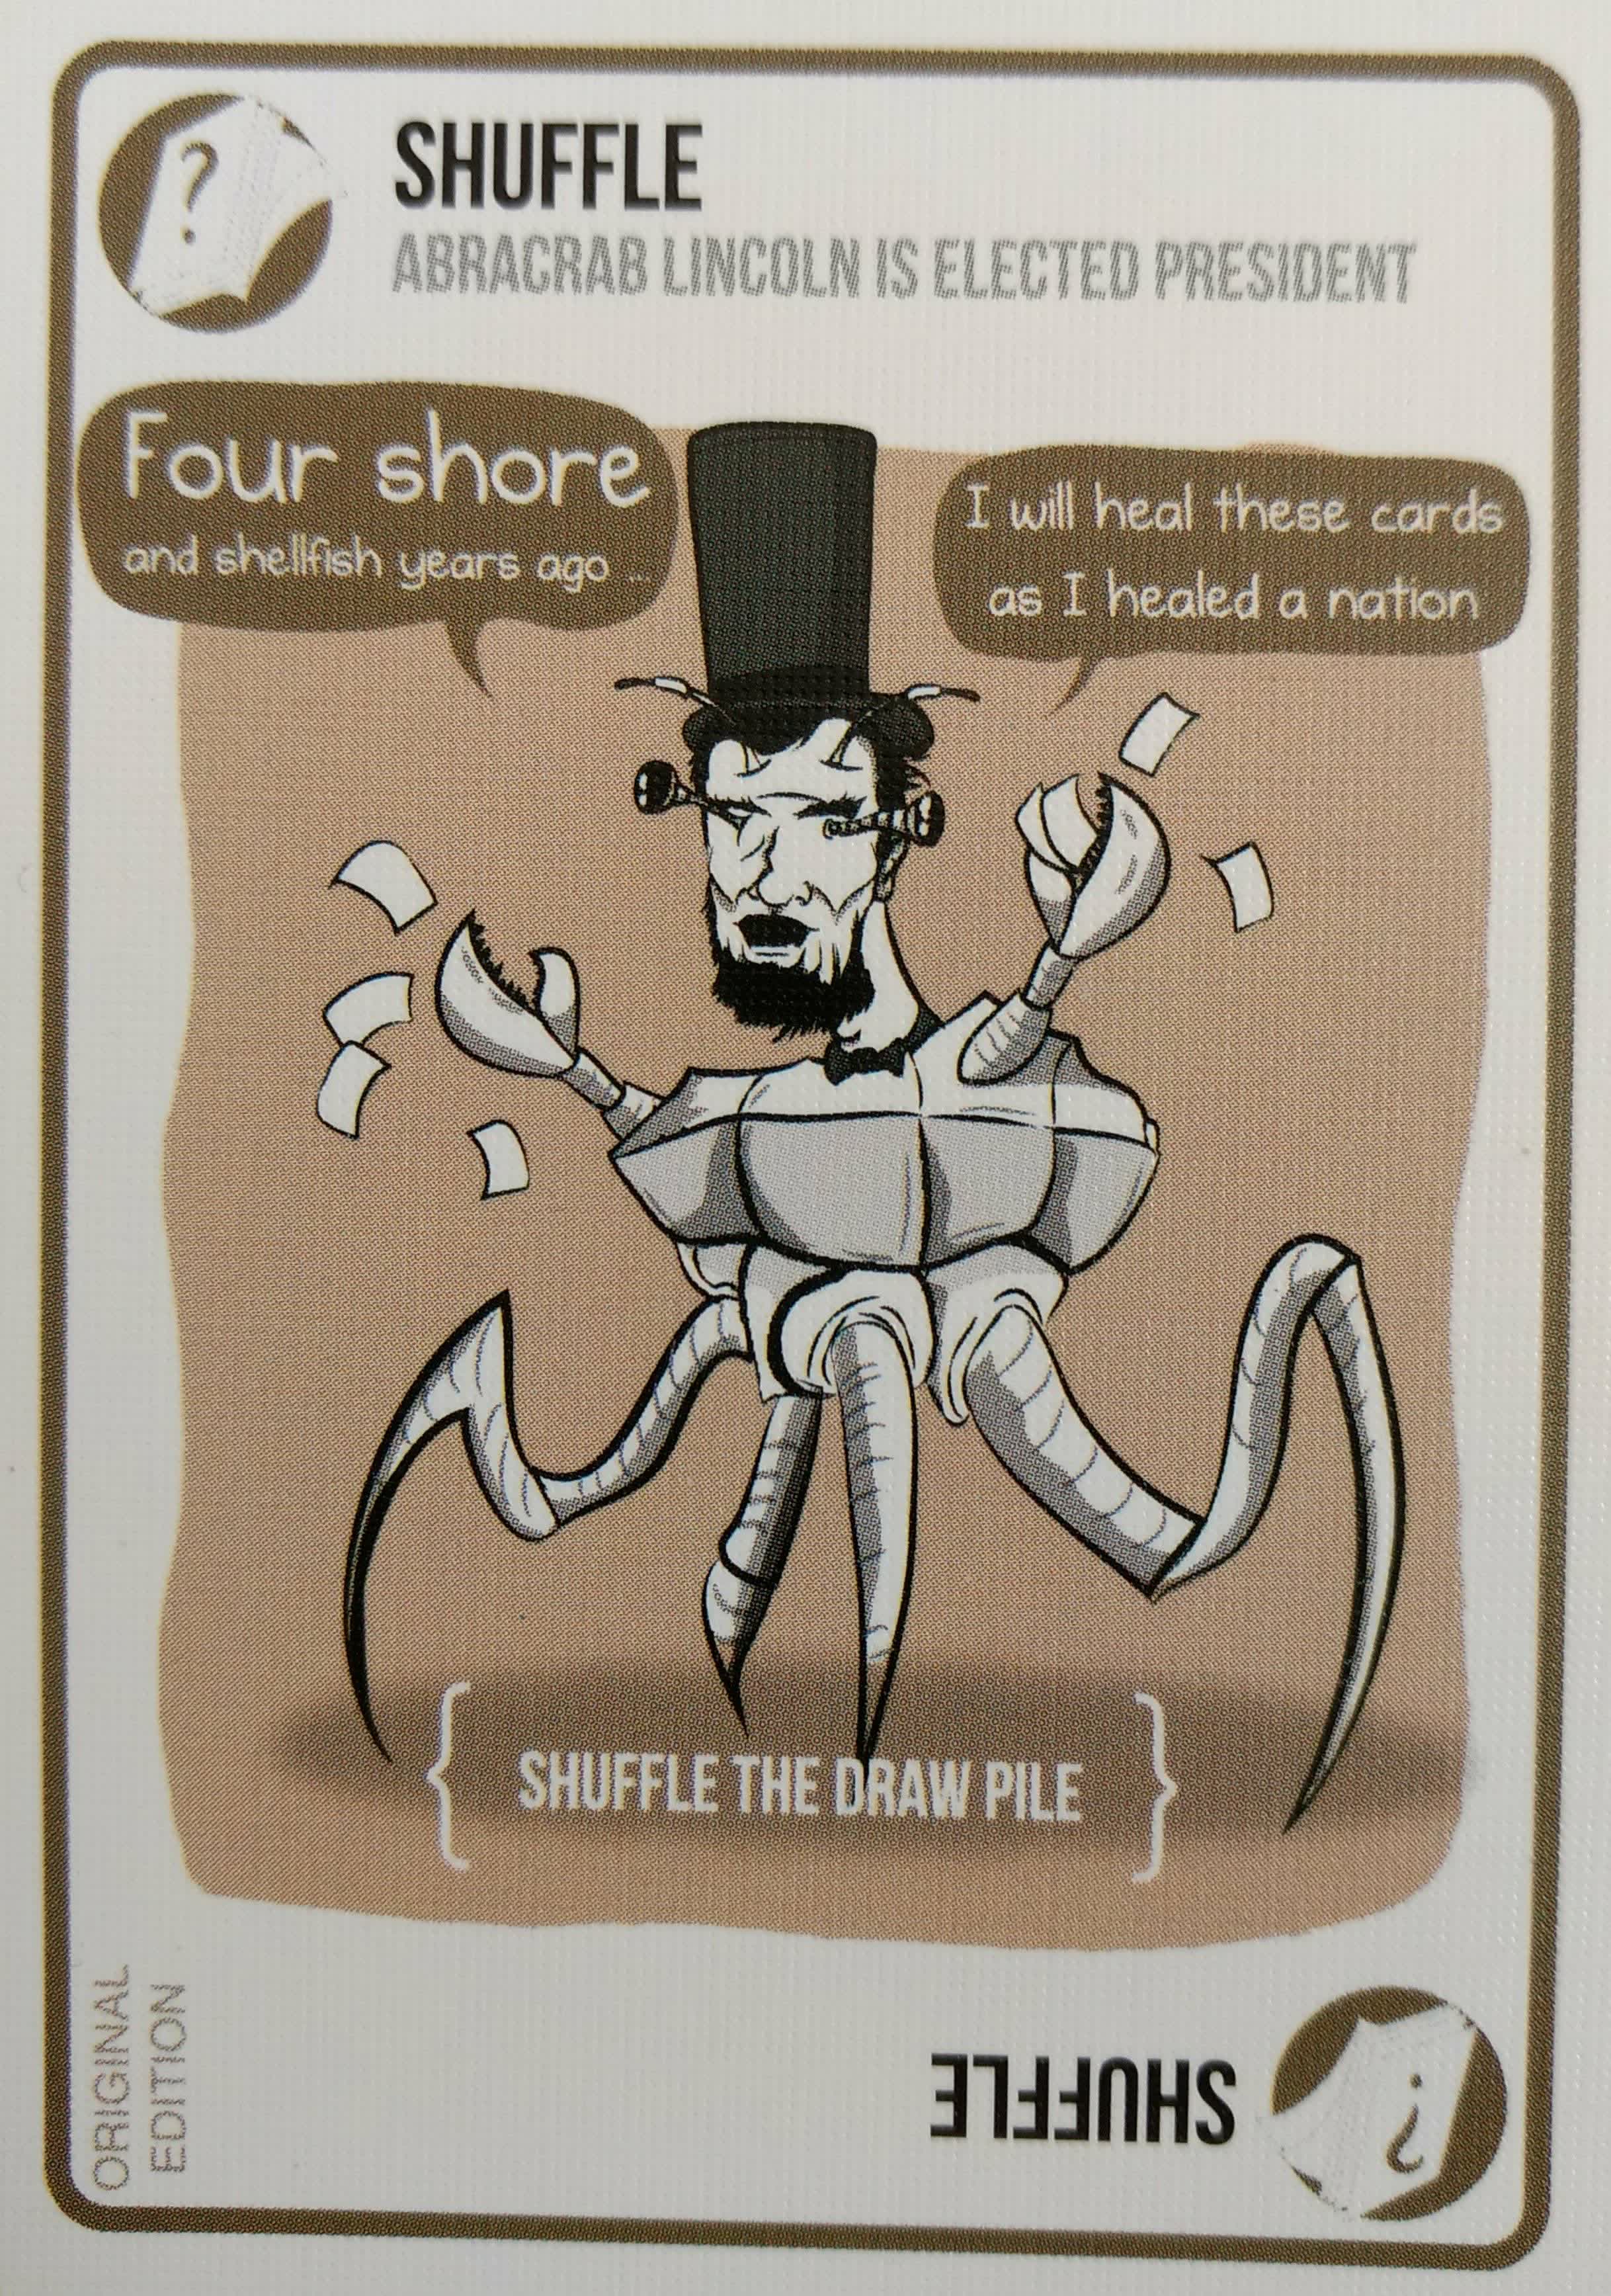 ?
SHUFFLE
ABRACRAB LINCOLN IS ELECTED PRESIDENT
Four shore
and shellfish years ago ...
I will heal these cards
as I healed a nation
{ SHUFFLE THE DRAW PILE }
ORIGINAL
EDITION
SHUFFLE
?